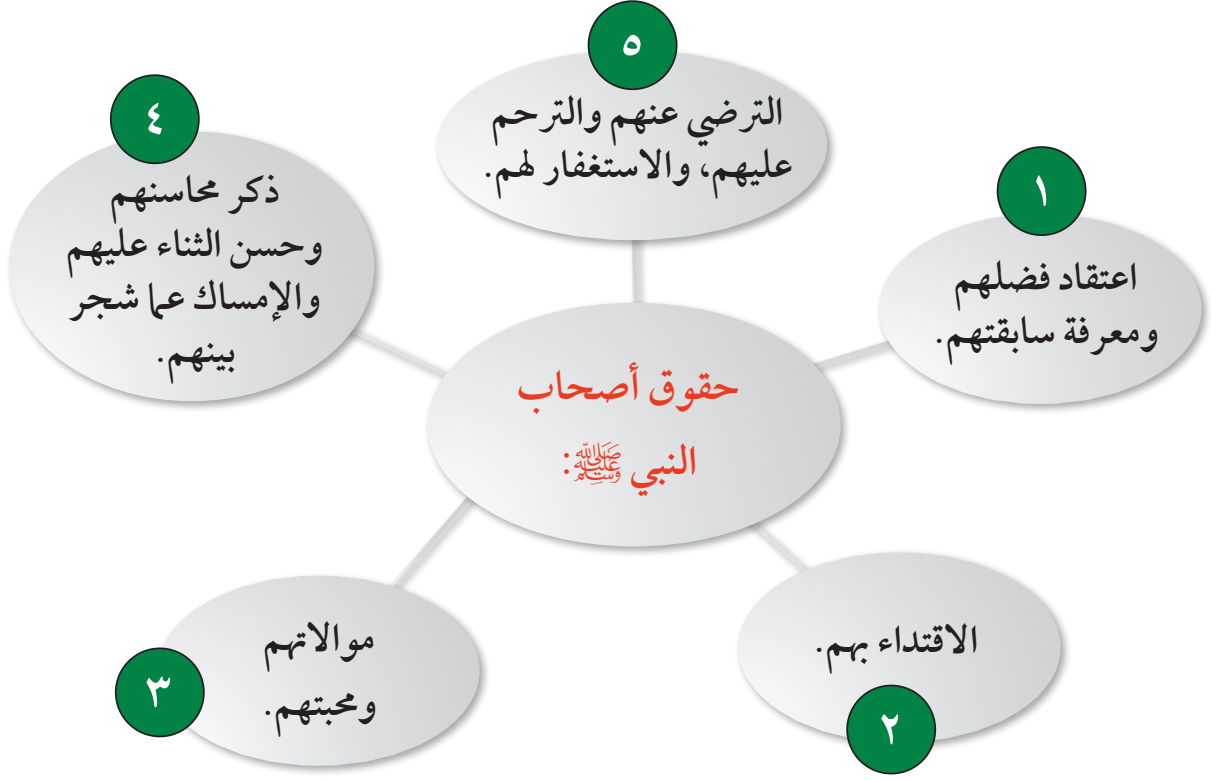 حقوق أصحاب
النبي ﷺ:
١
اعتقاد فضلهم
ومعرفة سابقتهم.
٢
الاقتداء بهم.
٣
موالاتهم
ومحبتهم.
٤
ذكر محاسنهم
وحسن الثناء عليهم
والإمساك عما شجر
بينهم.
٥
الترضي عنهم والترحم
عليهم، والاستغفار لهم.